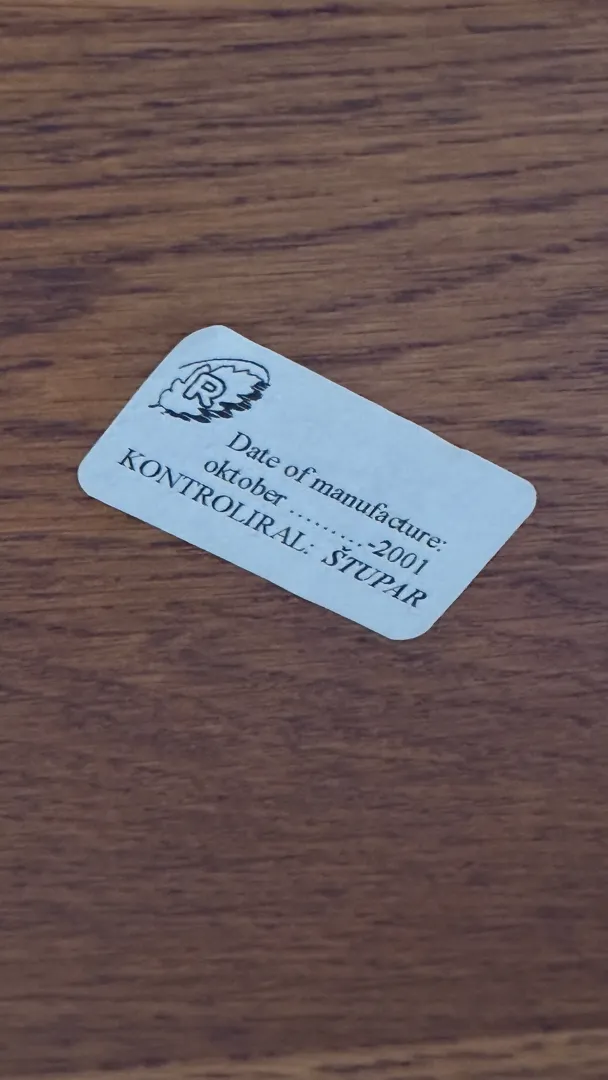 R
Date of manufacture:
oktober ..........-2001
KONTROLIRAL: ŠTUPAR